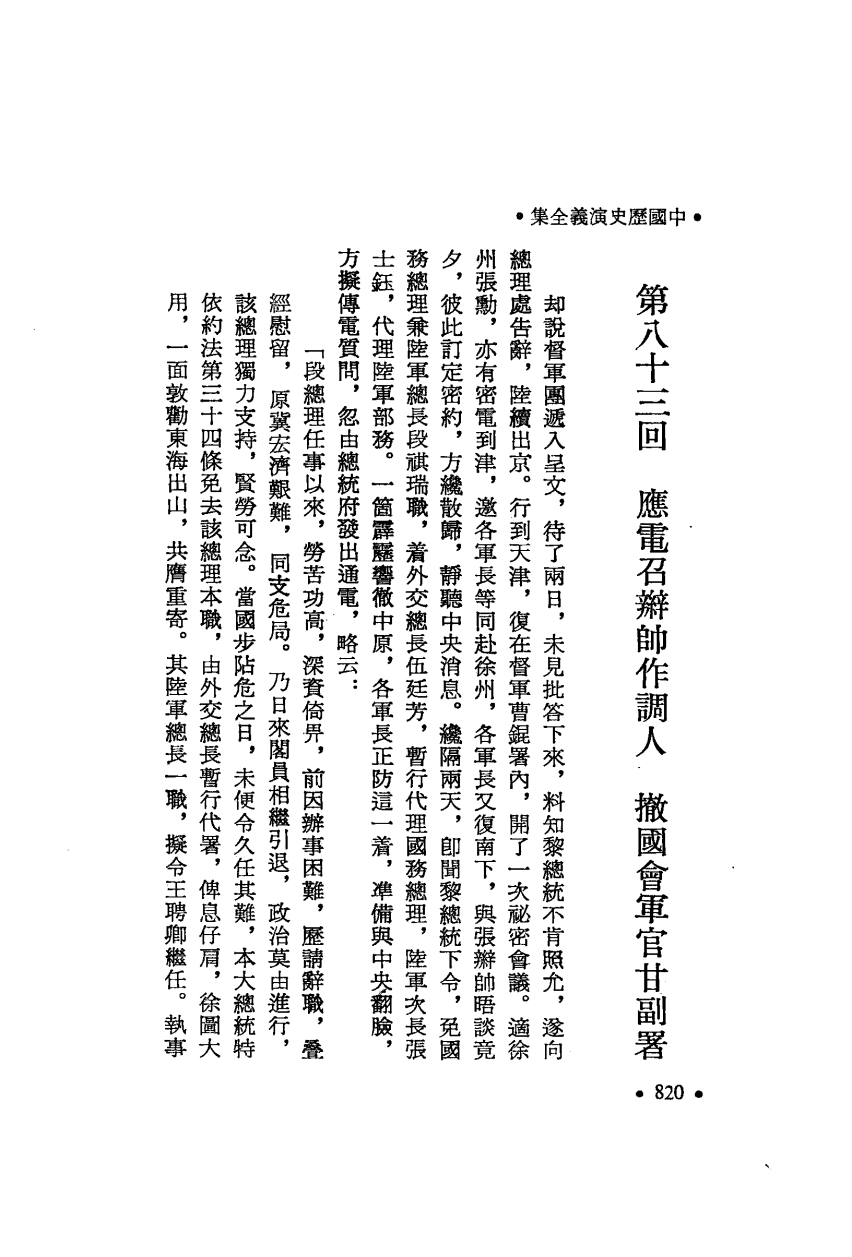 •中國歷史演義全集•
第八十三回　應電召辮帥作調人　撤國會軍官甘副署
却說督軍團遞入呈文，待了兩日，未見批答下來，料知黎總統不肯照允，遂向
總理處告辭，陸續出京。行到天津，復在督軍曹錕署內，開了一次祕密會議。適徐
州張勳，亦有密電到津，邀各軍長等同赴徐州，各軍長又復南下，與張辮帥晤談竟
夕，彼此訂定密約，方纔散歸，靜聽中央消息。纔隔兩天，卽聞黎總統下令，免國
務總理兼陸軍總長段祺瑞職，着外交總長伍廷芳，暫行代理國務總理，陸軍次長張
士鈺，代理陸軍部務。一箇霹靂響徹中原，各軍長正防這一着，準備與中央翻臉，
方擬傳電質問，忽由總統府發出通電，略云：
「段總理任事以來，勞苦功高，深資倚畀，前因辦事困難，歷請辭職，疊
經慰留，原冀宏濟艱難，同支危局。乃日來閣員相繼引退，政治莫由進行，
該總理獨力支持，賢勞可念。當國步阽危之日，未便令久任其難，本大總統特
依約法第三十四條免去該總理本職，由外交總長暫行代署，俾息仔肩，徐圖大
用，一面敦勸東海出山，共膺重寄。其陸軍總長一職，擬令王聘卿繼任。執事
•820•